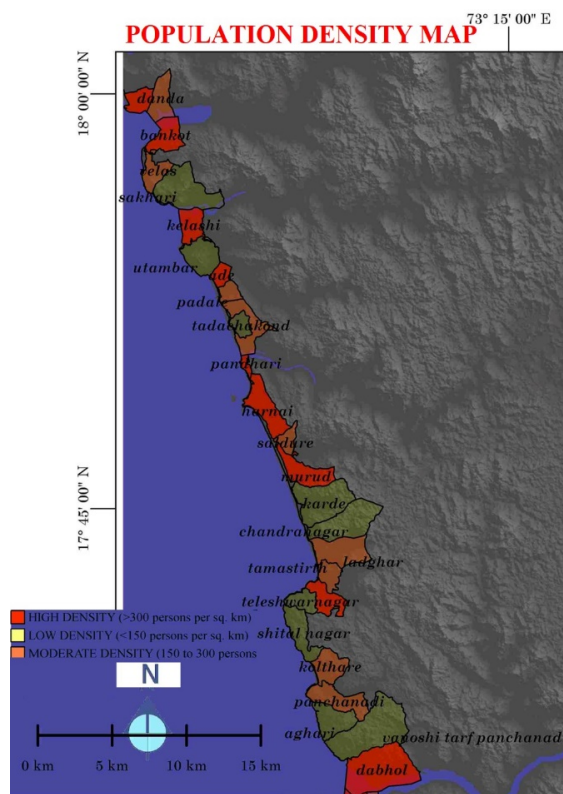 73° 15' 00" E
POPULATION DENSITY MAP
18° 00' 00" N
danda
bankot
velas
sakhari
kelashi
utambar
ade
padale
tadachakond
pandhari
harnai
saldure
murud
karde
17° 45' 00" N
chandranagar
ladghar
tamastirth
teleshwarnagar
HIGH DENSITY (>300 persons per sq. km)
LOW DENSITY (<150 persons per sq. km)
shital nagar
MODERATE DENSITY (150 to 300 persons
kolthare
N
panchanadi
aghari
vanoshi tarf panchanad
0 km 5 km 10 km 15 km
dabhol